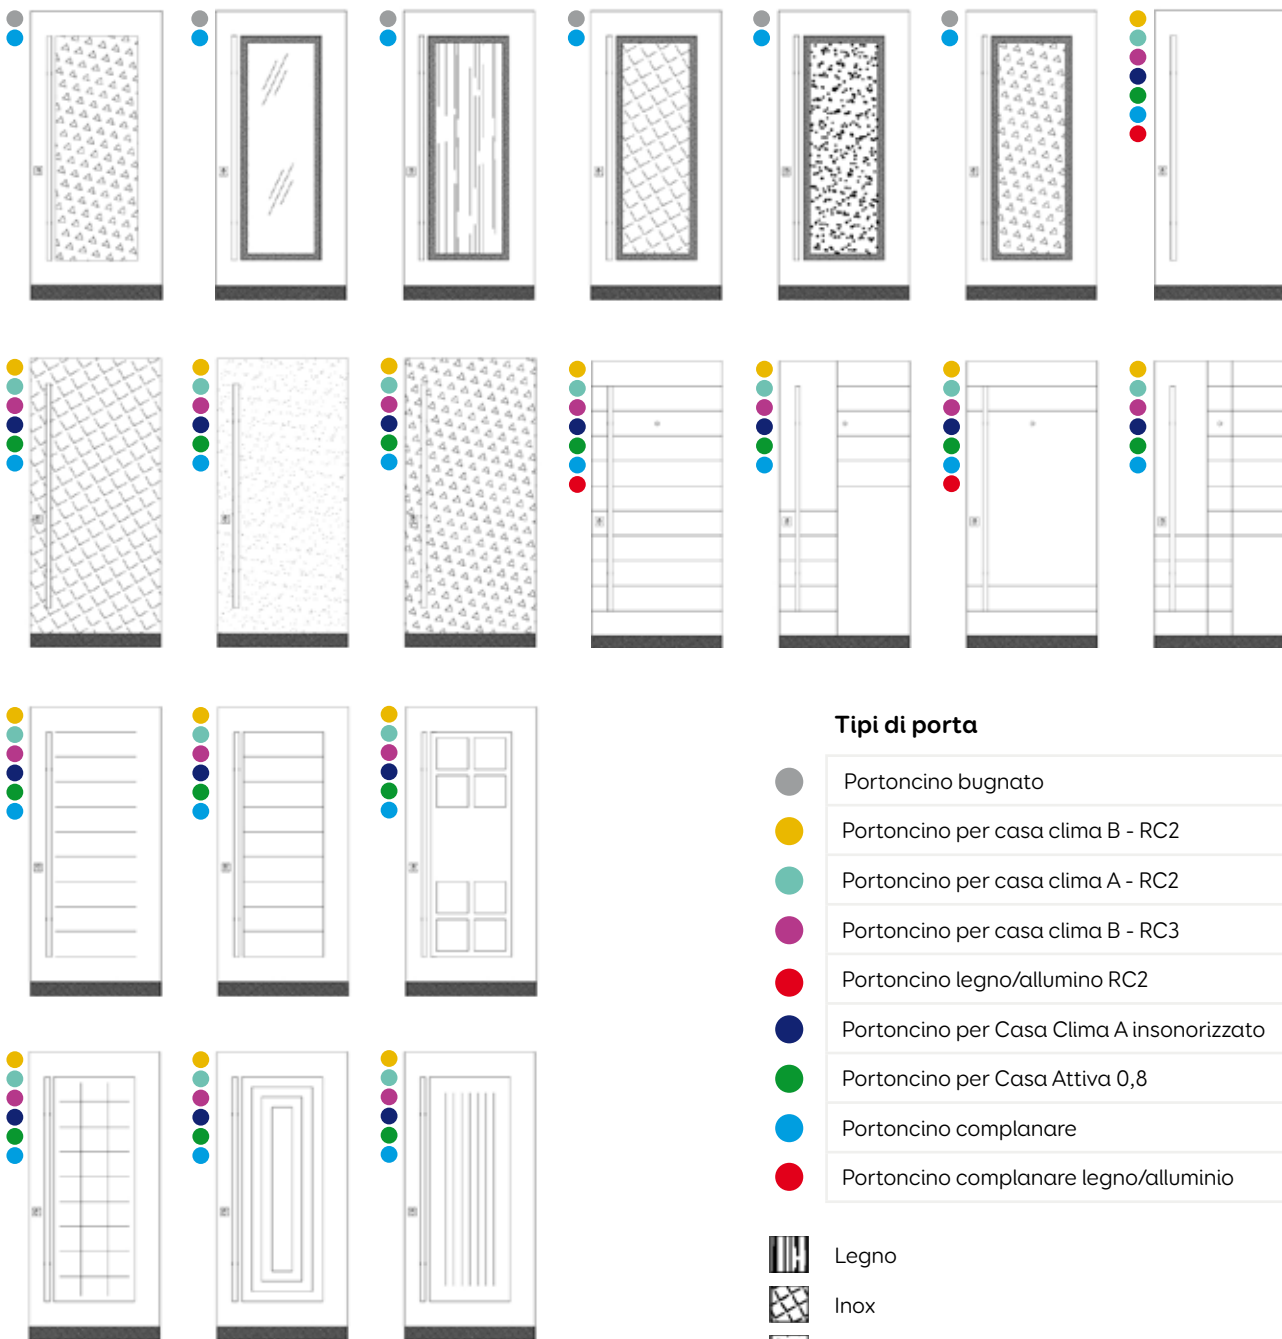 Tipi di porta
Portoncino bugnato
Portoncino per casa clima B - RC2
Portoncino per casa clima A - RC2
Portoncino per casa clima B - RC3
Portoncino legno/allumino RC2
Portoncino per Casa Clima A insonorizzato
Portoncino per Casa Attiva 0,8
Portoncino complanare
Portoncino complanare legno/alluminio
Legno
Inox